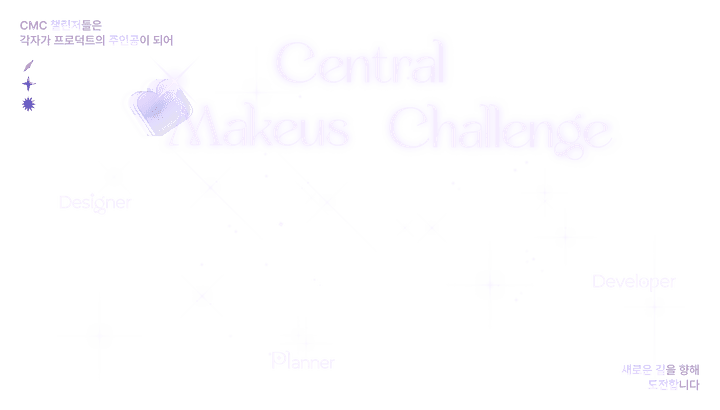 CMC 챌린저들은
각자가 프로덕트의 주인공이 되어
Central
Makeus Challenge
Designer
Developer
Planner
새로운 길을 향해
도전합니다